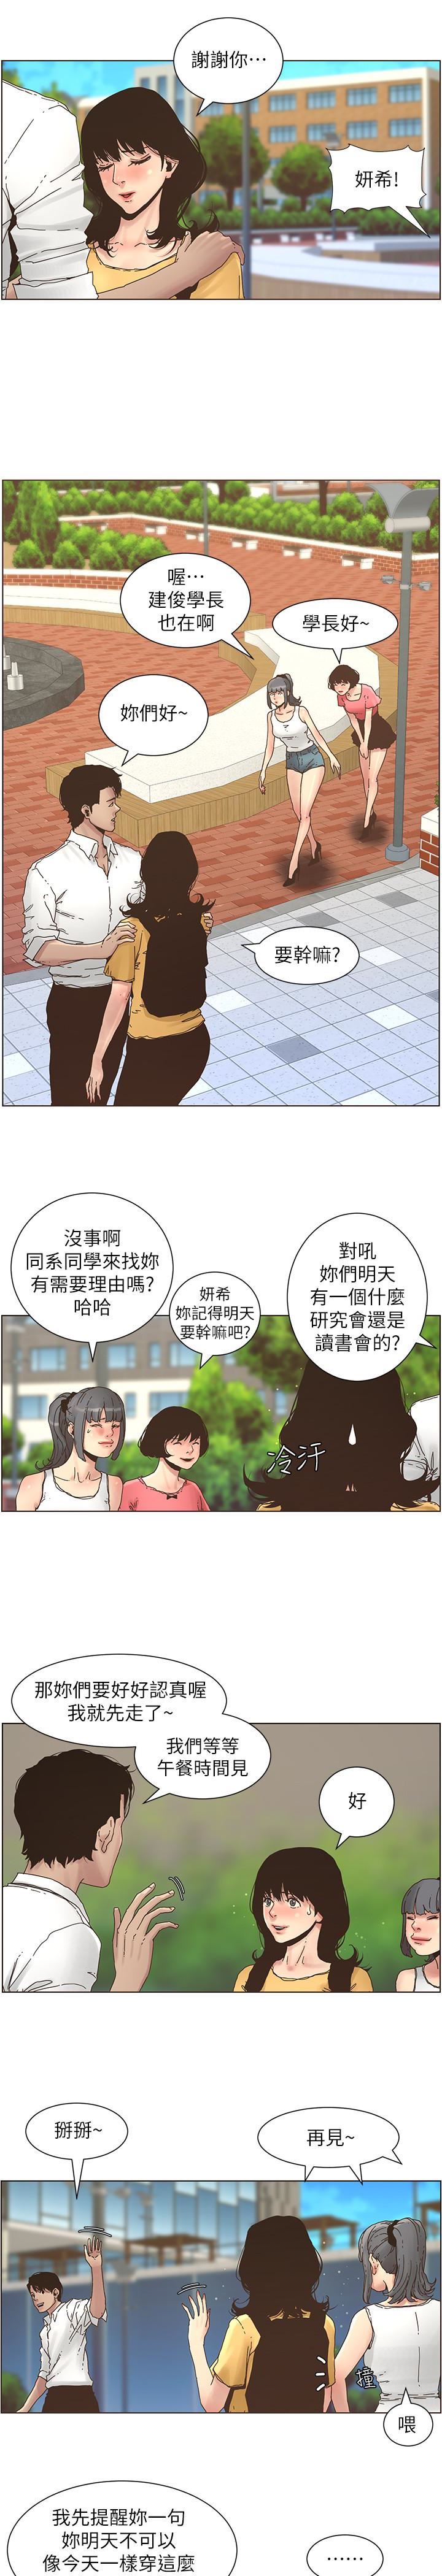 謝謝你⋯
妍希!
喔⋯
建俊學長
也在啊
學長好~
妳們好~
要幹嘛?
沒事啊
同系同學來找妳
有需要理由嗎?
哈哈
妍希
妳記得明天
要幹嘛吧?
對吼
妳們明天
有一個什麼
研究會還是
讀書會的?
冷汗
那妳們要好好認真喔
我就先走了~
我們等等
午餐時間見
好
掰掰~
再見~
撞
喂
我先提醒妳一句
妳明天不可以
像今天一樣穿這麼
⋯⋯